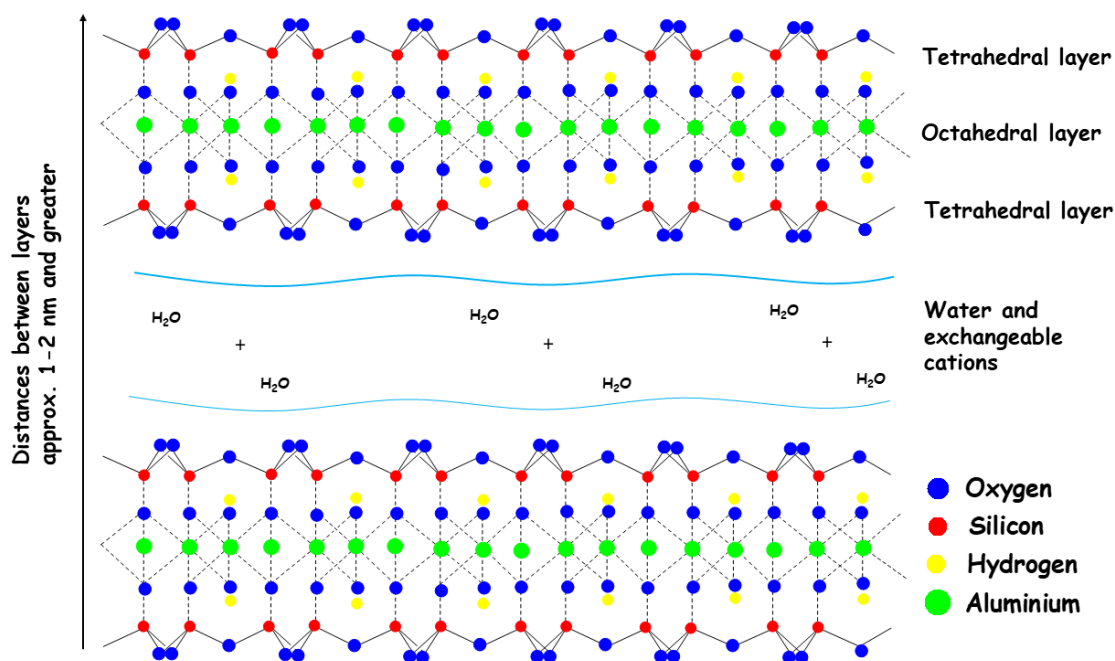 Distances between layers
approx. 1-2 nm and greater
Tetrahedral layer
Octahedral layer
Tetrahedral layer
H₂O
H₂O
H₂O
+
+
+
H₂O
H₂O
H₂O
Water and
exchangeable
cations
Oxygen
Silicon
Hydrogen
Aluminium